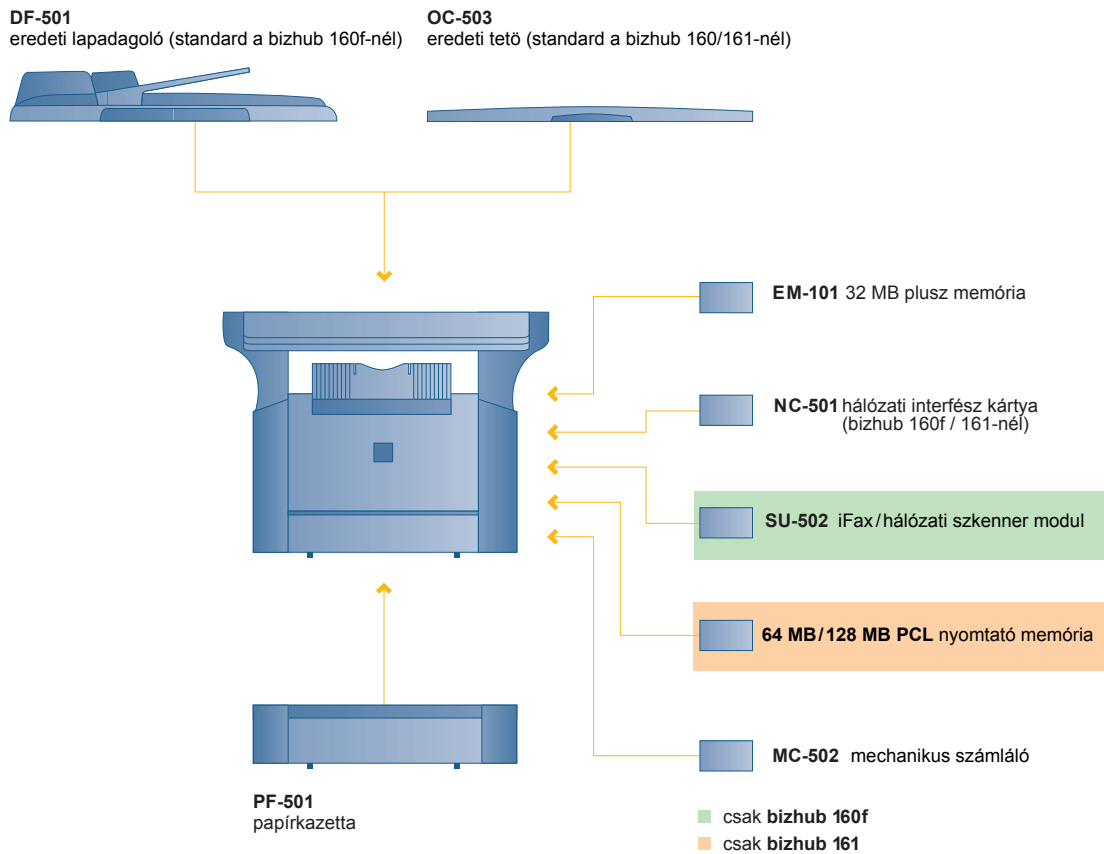 DF-501
eredeti lapadagoló (standard a bizhub 160f-nél)
OC-503
eredeti tetö (standard a bizhub 160/161-nél)
EM-101 32 MB plusz memória
NC-501 hálózati interfész kártya
(bizhub 160f / 161-nél)
SU-502 iFax/hálózati szkenner modul
64 MB/128 MB PCL nyomtató memória
MC-502 mechanikus számláló
PF-501
papírkazetta
csak bizhub 160f
csak bizhub 161